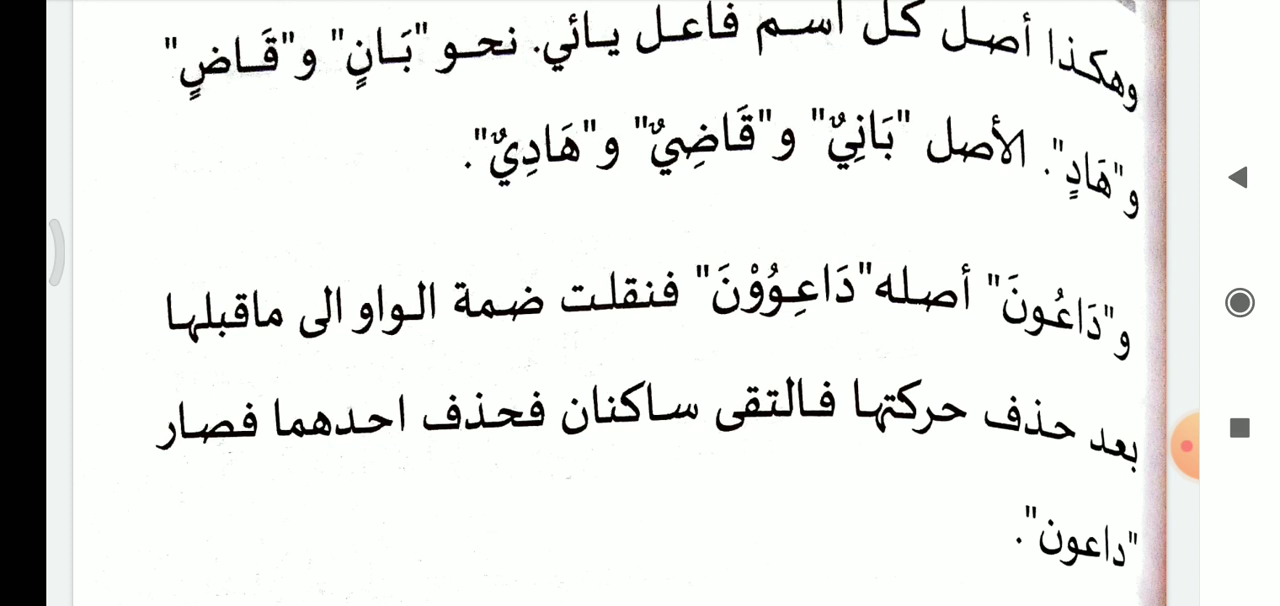 وهكذا أصل كل اسم فاعل يائي. نحو "بَانٍ" و"قَاضٍ"
و"هَادٍ". الأصل "بَانِيٌ" و"قَاضِيٌ" و"هَادِيٌ".
و"دَاعُونَ" أصله"دَاعِوُوْنَ" فنقلت ضمة الواو الى ماقبلها
بعد حذف حركتها فالتقى ساكنان فحذف احدهما فصار
"داعون".